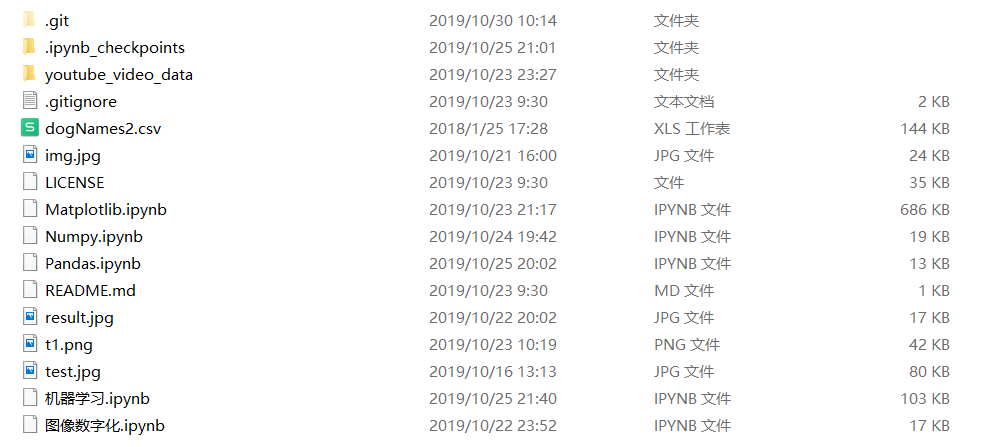 .git 2019/10/30 10:14 文件夹
.ipynb_checkpoints 2019/10/25 21:01 文件夹
youtube_video_data 2019/10/23 23:27 文件夹
.gitignore 2019/10/23 9:30 文本文档 2 KB
dogNames2.csv 2018/1/25 17:28 XLS 工作表 144 KB
img.jpg 2019/10/21 16:00 JPG 文件 24 KB
LICENSE 2019/10/23 9:30 文件 35 KB
Matplotlib.ipynb 2019/10/23 21:17 IPYNB 文件 686 KB
Numpy.ipynb 2019/10/24 19:42 IPYNB 文件 19 KB
Pandas.ipynb 2019/10/25 20:02 IPYNB 文件 13 KB
README.md 2019/10/23 9:30 MD 文件 1 KB
result.jpg 2019/10/22 20:02 JPG 文件 17 KB
t1.png 2019/10/23 10:19 PNG 文件 42 KB
test.jpg 2019/10/16 13:13 JPG 文件 80 KB
机器学习.ipynb 2019/10/25 21:40 IPYNB 文件 103 KB
图像数字化.ipynb 2019/10/22 23:52 IPYNB 文件 17 KB